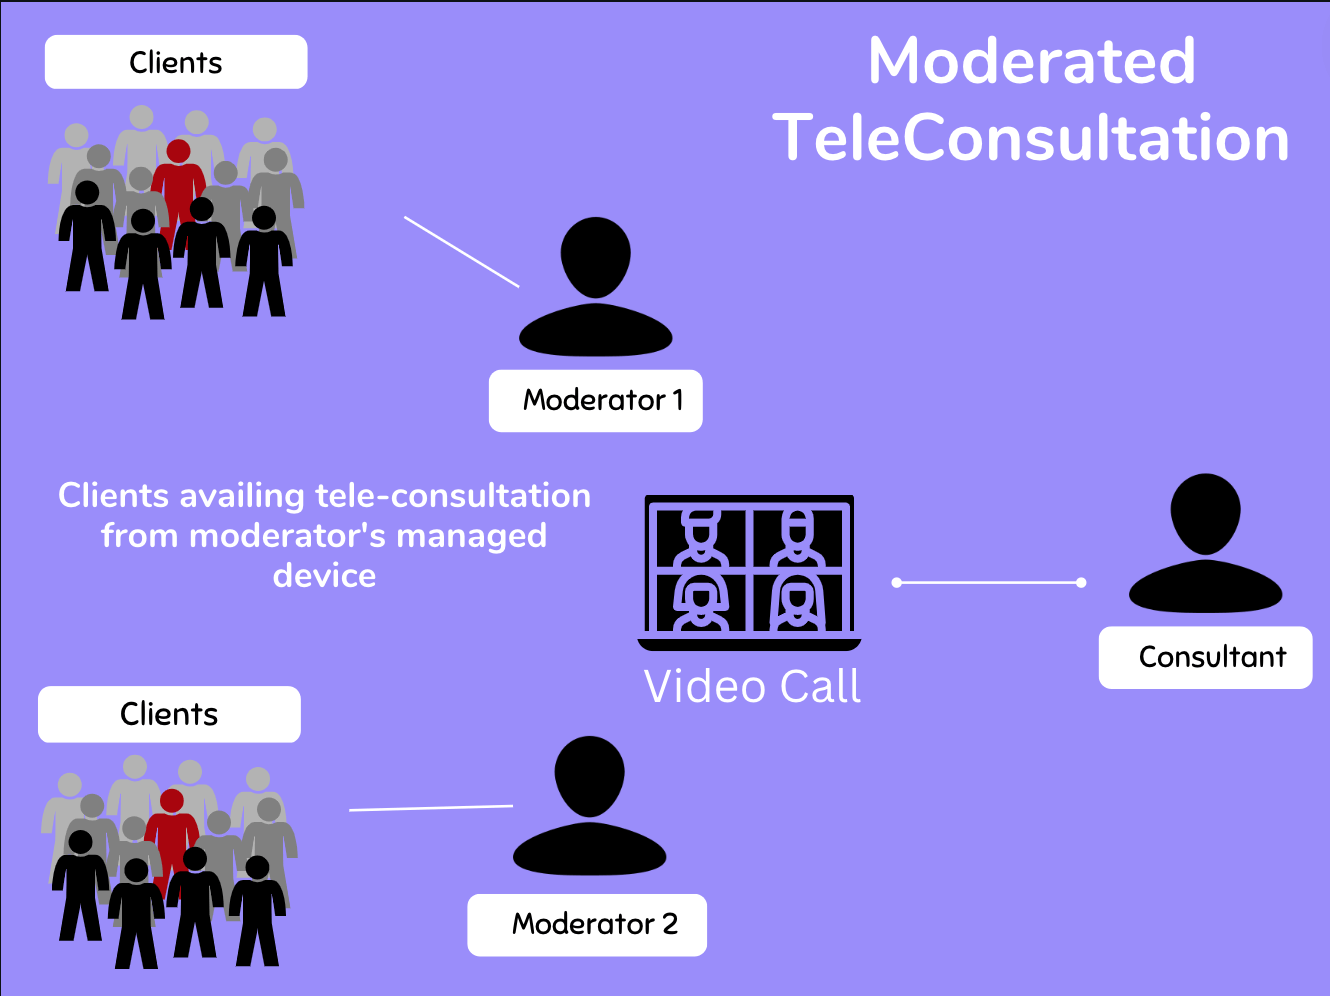 Clients
Moderated
TeleConsultation
Moderator 1
Clients availing tele-consultation
from moderator's managed
device
Video Call
Consultant
Clients
Moderator 2